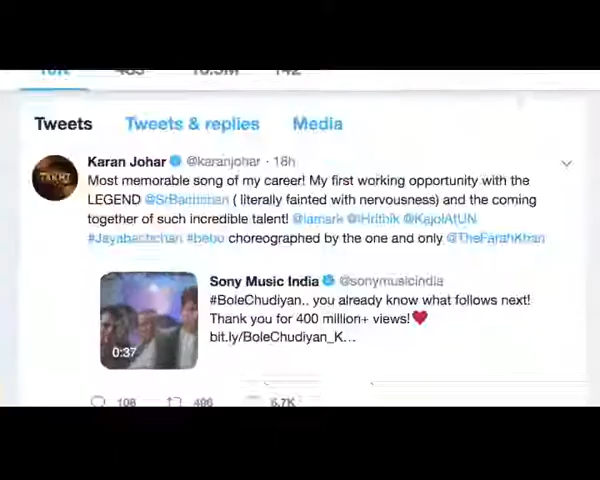 Tweets Tweets & replies Media
Karan Johar @karanjohar · 18h
Most memorable song of my career! My first working opportunity with the
LEGEND @SrBachchan ( literally fainted with nervousness) and the coming
together of such incredible talent! @iamsrk @iHrithik @KajolAtUN
#Jayabachchan #bebo choreographed by the one and only @TheFarahKhan
Sony Music India @sonymusicindia
#BoleChudiyan.. you already know what follows next!
Thank you for 400 million+ views!❤
bit.ly/BoleChudiyan_K...
0:37
108 496 6.7K